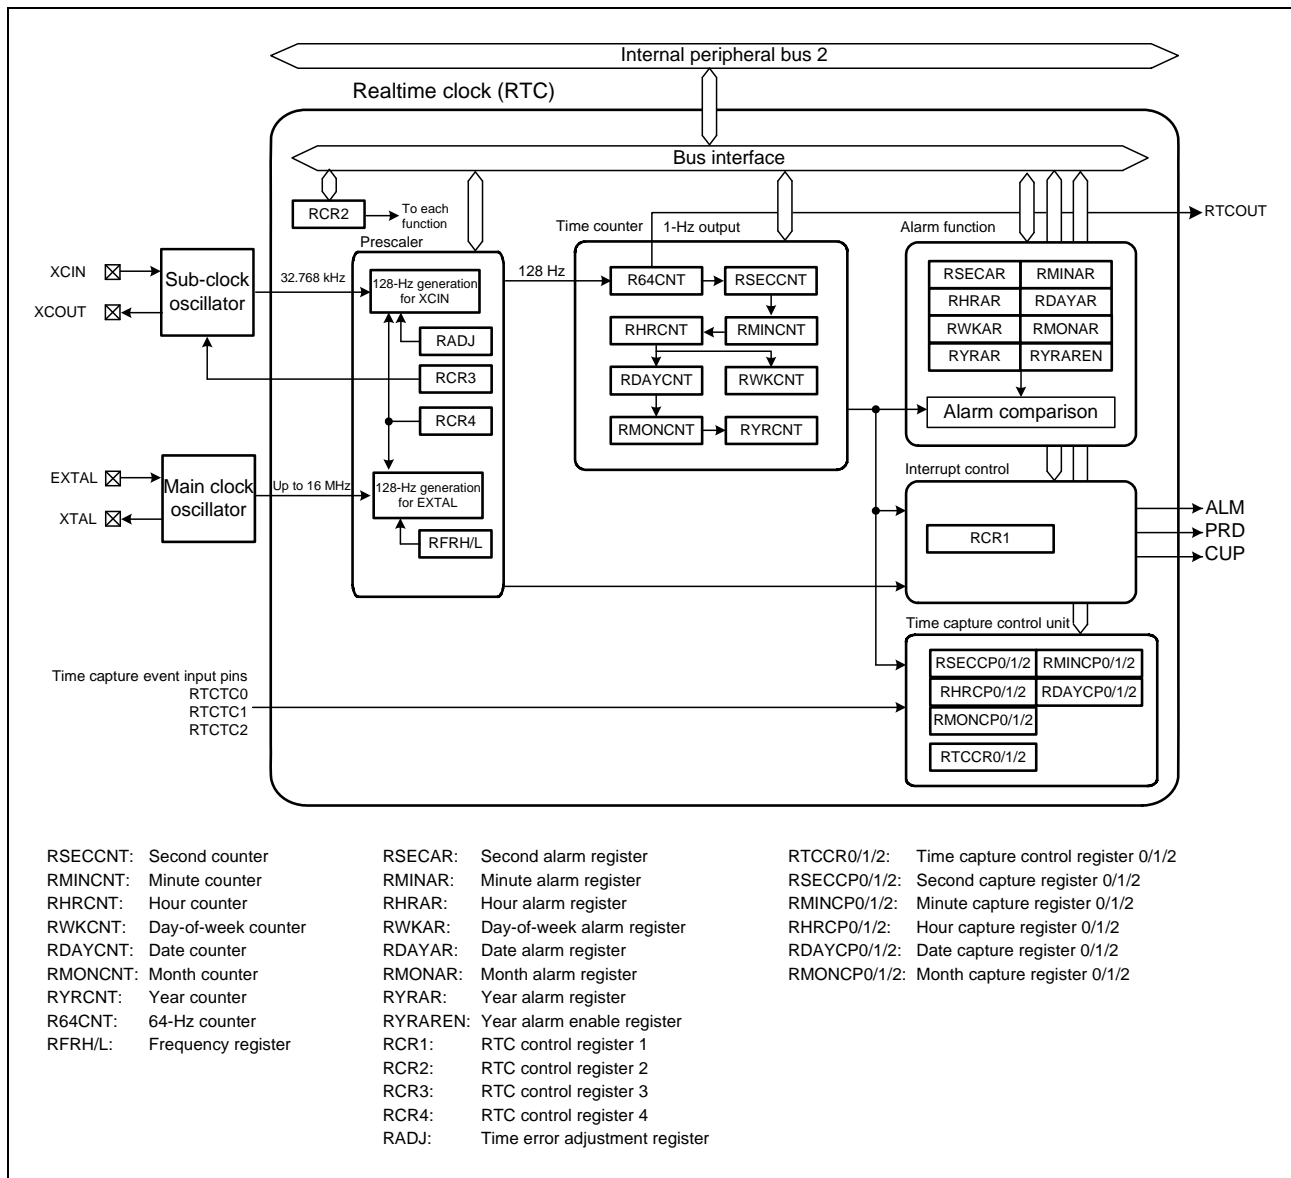 Internal peripheral bus 2
Realtime clock (RTC)
Bus interface
RCR2
To each
function
Prescaler
Time counter
1-Hz output
Alarm function
RTCOUT
XCIN
XCOUT
Sub-clock
oscillator
32.768 kHz
128-Hz generation
for XCIN
128 Hz
RADJ
RCR3
RCR4
R64CNT
RSECCNT
RHRCNT
RMINCNT
RDAYCNT
RWKCNT
RMONCNT
RYRCNT
RSECAR
RMINAR
RHRAR
RDAYAR
RWKAR
RMONAR
RYRAR
RYRAREN
Alarm comparison
EXTAL
XTAL
Main clock
oscillator
Up to 16 MHz
128-Hz generation
for EXTAL
RFRH/L
Interrupt control
RCR1
ALM
PRD
CUP
Time capture control unit
RSECCP0/1/2
RMINCP0/1/2
RHRCP0/1/2
RDAYCP0/1/2
RMONCP0/1/2
RTCCR0/1/2
Time capture event input pins
RTCTC0
RTCTC1
RTCTC2
RSECCNT: Second counter
RMINCNT: Minute counter
RHRCNT: Hour counter
RWKCNT: Day-of-week counter
RDAYCNT: Date counter
RMONCNT: Month counter
RYRCNT: Year counter
R64CNT: 64-Hz counter
RFRH/L: Frequency register
RSECAR: Second alarm register
RMINAR: Minute alarm register
RHRAR: Hour alarm register
RWKAR: Day-of-week alarm register
RDAYAR: Date alarm register
RMONAR: Month alarm register
RYRAR: Year alarm register
RYRAREN: Year alarm enable register
RCR1: RTC control register 1
RCR2: RTC control register 2
RCR3: RTC control register 3
RCR4: RTC control register 4
RADJ: Time error adjustment register
RTCCR0/1/2: Time capture control register 0/1/2
RSECCP0/1/2: Second capture register 0/1/2
RMINCP0/1/2: Minute capture register 0/1/2
RHRCP0/1/2: Hour capture register 0/1/2
RDAYCP0/1/2: Date capture register 0/1/2
RMONCP0/1/2: Month capture register 0/1/2